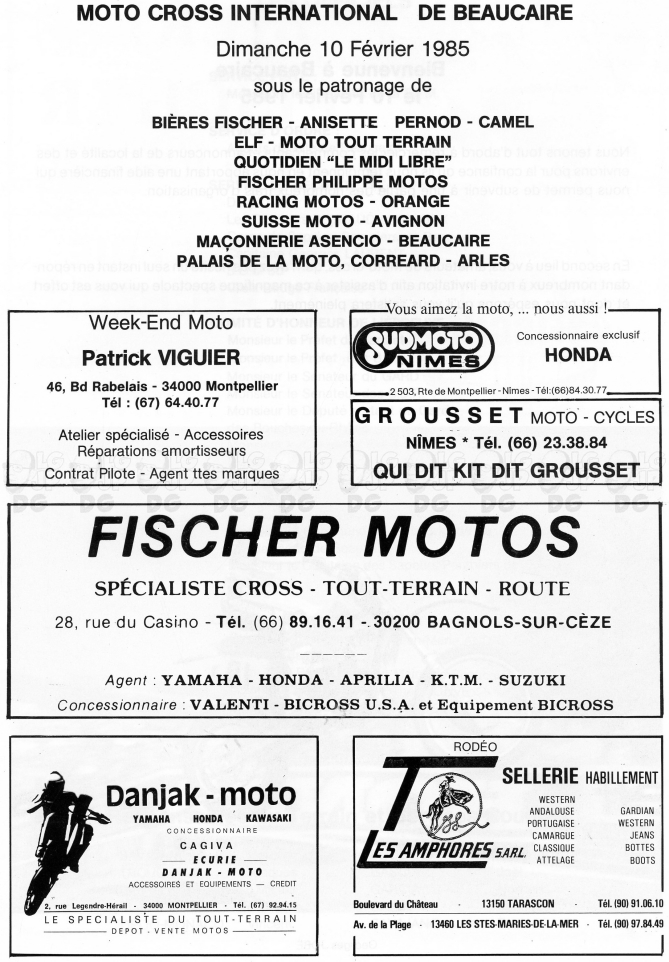 MOTO CROSS INTERNATIONAL DE BEAUCAIRE
Dimanche 10 Février 1985
sous le patronage de
BIÈRES FISCHER - ANISETTE PERNOD - CAMEL
ELF - MOTO TOUT TERRAIN
QUOTIDIEN “LE MIDI LIBRE”
FISCHER PHILIPPE MOTOS
RACING MOTOS - ORANGE
SUISSE MOTO - AVIGNON
MAÇONNERIE ASENCIO - BEAUCAIRE
PALAIS DE LA MOTO, CORREARD - ARLES
Week-End Moto
Patrick VIGUIER
46, Bd Rabelais - 34000 Montpellier
Tél : (67) 64.40.77
Atelier spécialisé - Accessoires
Réparations amortisseurs
Contrat Pilote - Agent ttes marques
Vous aimez la moto, ... nous aussi !
SUDMOTO
NIMES
Concessionnaire exclusif
HONDA
2 503, Rte de Montpellier - Nîmes - Tél:(66)84.30.77
GROUSSET MOTO - CYCLES
NÎMES * Tél. (66) 23.38.84
QUI DIT KIT DIT GROUSSET
FISCHER MOTOS
SPÉCIALISTE CROSS - TOUT-TERRAIN - ROUTE
28, rue du Casino - Tél. (66) 89.16.41 - 30200 BAGNOLS-SUR-CÈZE
Agent : YAMAHA - HONDA - APRILIA - K.T.M. - SUZUKI
Concessionnaire : VALENTI - BICROSS U.S.A. et Equipement BICROSS
Danjak - moto
YAMAHA HONDA KAWASAKI
CONCESSIONNAIRE
CAGIVA
ECURIE
DANJAK - MOTO
ACCESSOIRES ET EQUIPEMENTS — CREDIT
2, rue Legendre-Hérail - 34000 MONTPELLIER - Tél. (67) 92.94.15
LE SPECIALISTE DU TOUT-TERRAIN
DEPOT - VENTE MOTOS
RODÉO
LES AMPHORES S.A.R.L.
SELLERIE HABILLEMENT
WESTERN
ANDALOUSE GARDIAN
PORTUGAISE WESTERN
CAMARGUE JEANS
CLASSIQUE BOTTES
ATTELAGE BOOTS
Boulevard du Château - 13150 TARASCON - Tél. (90) 91.06.10
Av. de la Plage - 13460 LES STES-MARIES-DE-LA-MER - Tél. (90) 97.84.49